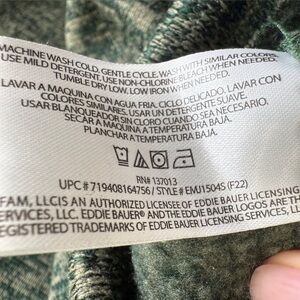 MACHINE WASH COLD, GENTLE CYCLE, WASH WITH SIMILAR COLORS.
USE MILD DETERGENT. USE NON-CHLORINE BLEACH WHEN NEEDED.
TUMBLE DRY LOW. LOW IRON WHEN NEEDED.
LAVAR A MAQUINA CON AGUA FRIA. CICLO DELICADO. LAVAR CON
COLORES SIMILARES. USAR UN DETERGENTE SUAVE.
USAR BLANQUEADOR SIN CLORO CUANDO SEA NECESARIO.
SECAR A MAQUINA A TEMPERATURA BAJA.
PLANCHAR A TEMPERATURA BAJA.
RN# 137013
UPC # 719408164756 / STYLE # EMJ1504S (F22)
FAM, LLC IS AN AUTHORIZED LICENSEE OF EDDIE BAUER LICENSING
SERVICES, LLC. EDDIE BAUER® AND THE EDDIE BAUER LOGOS ARE
REGISTERED TRADEMARKS OF EDDIE BAUER LICENSING SERVICES,